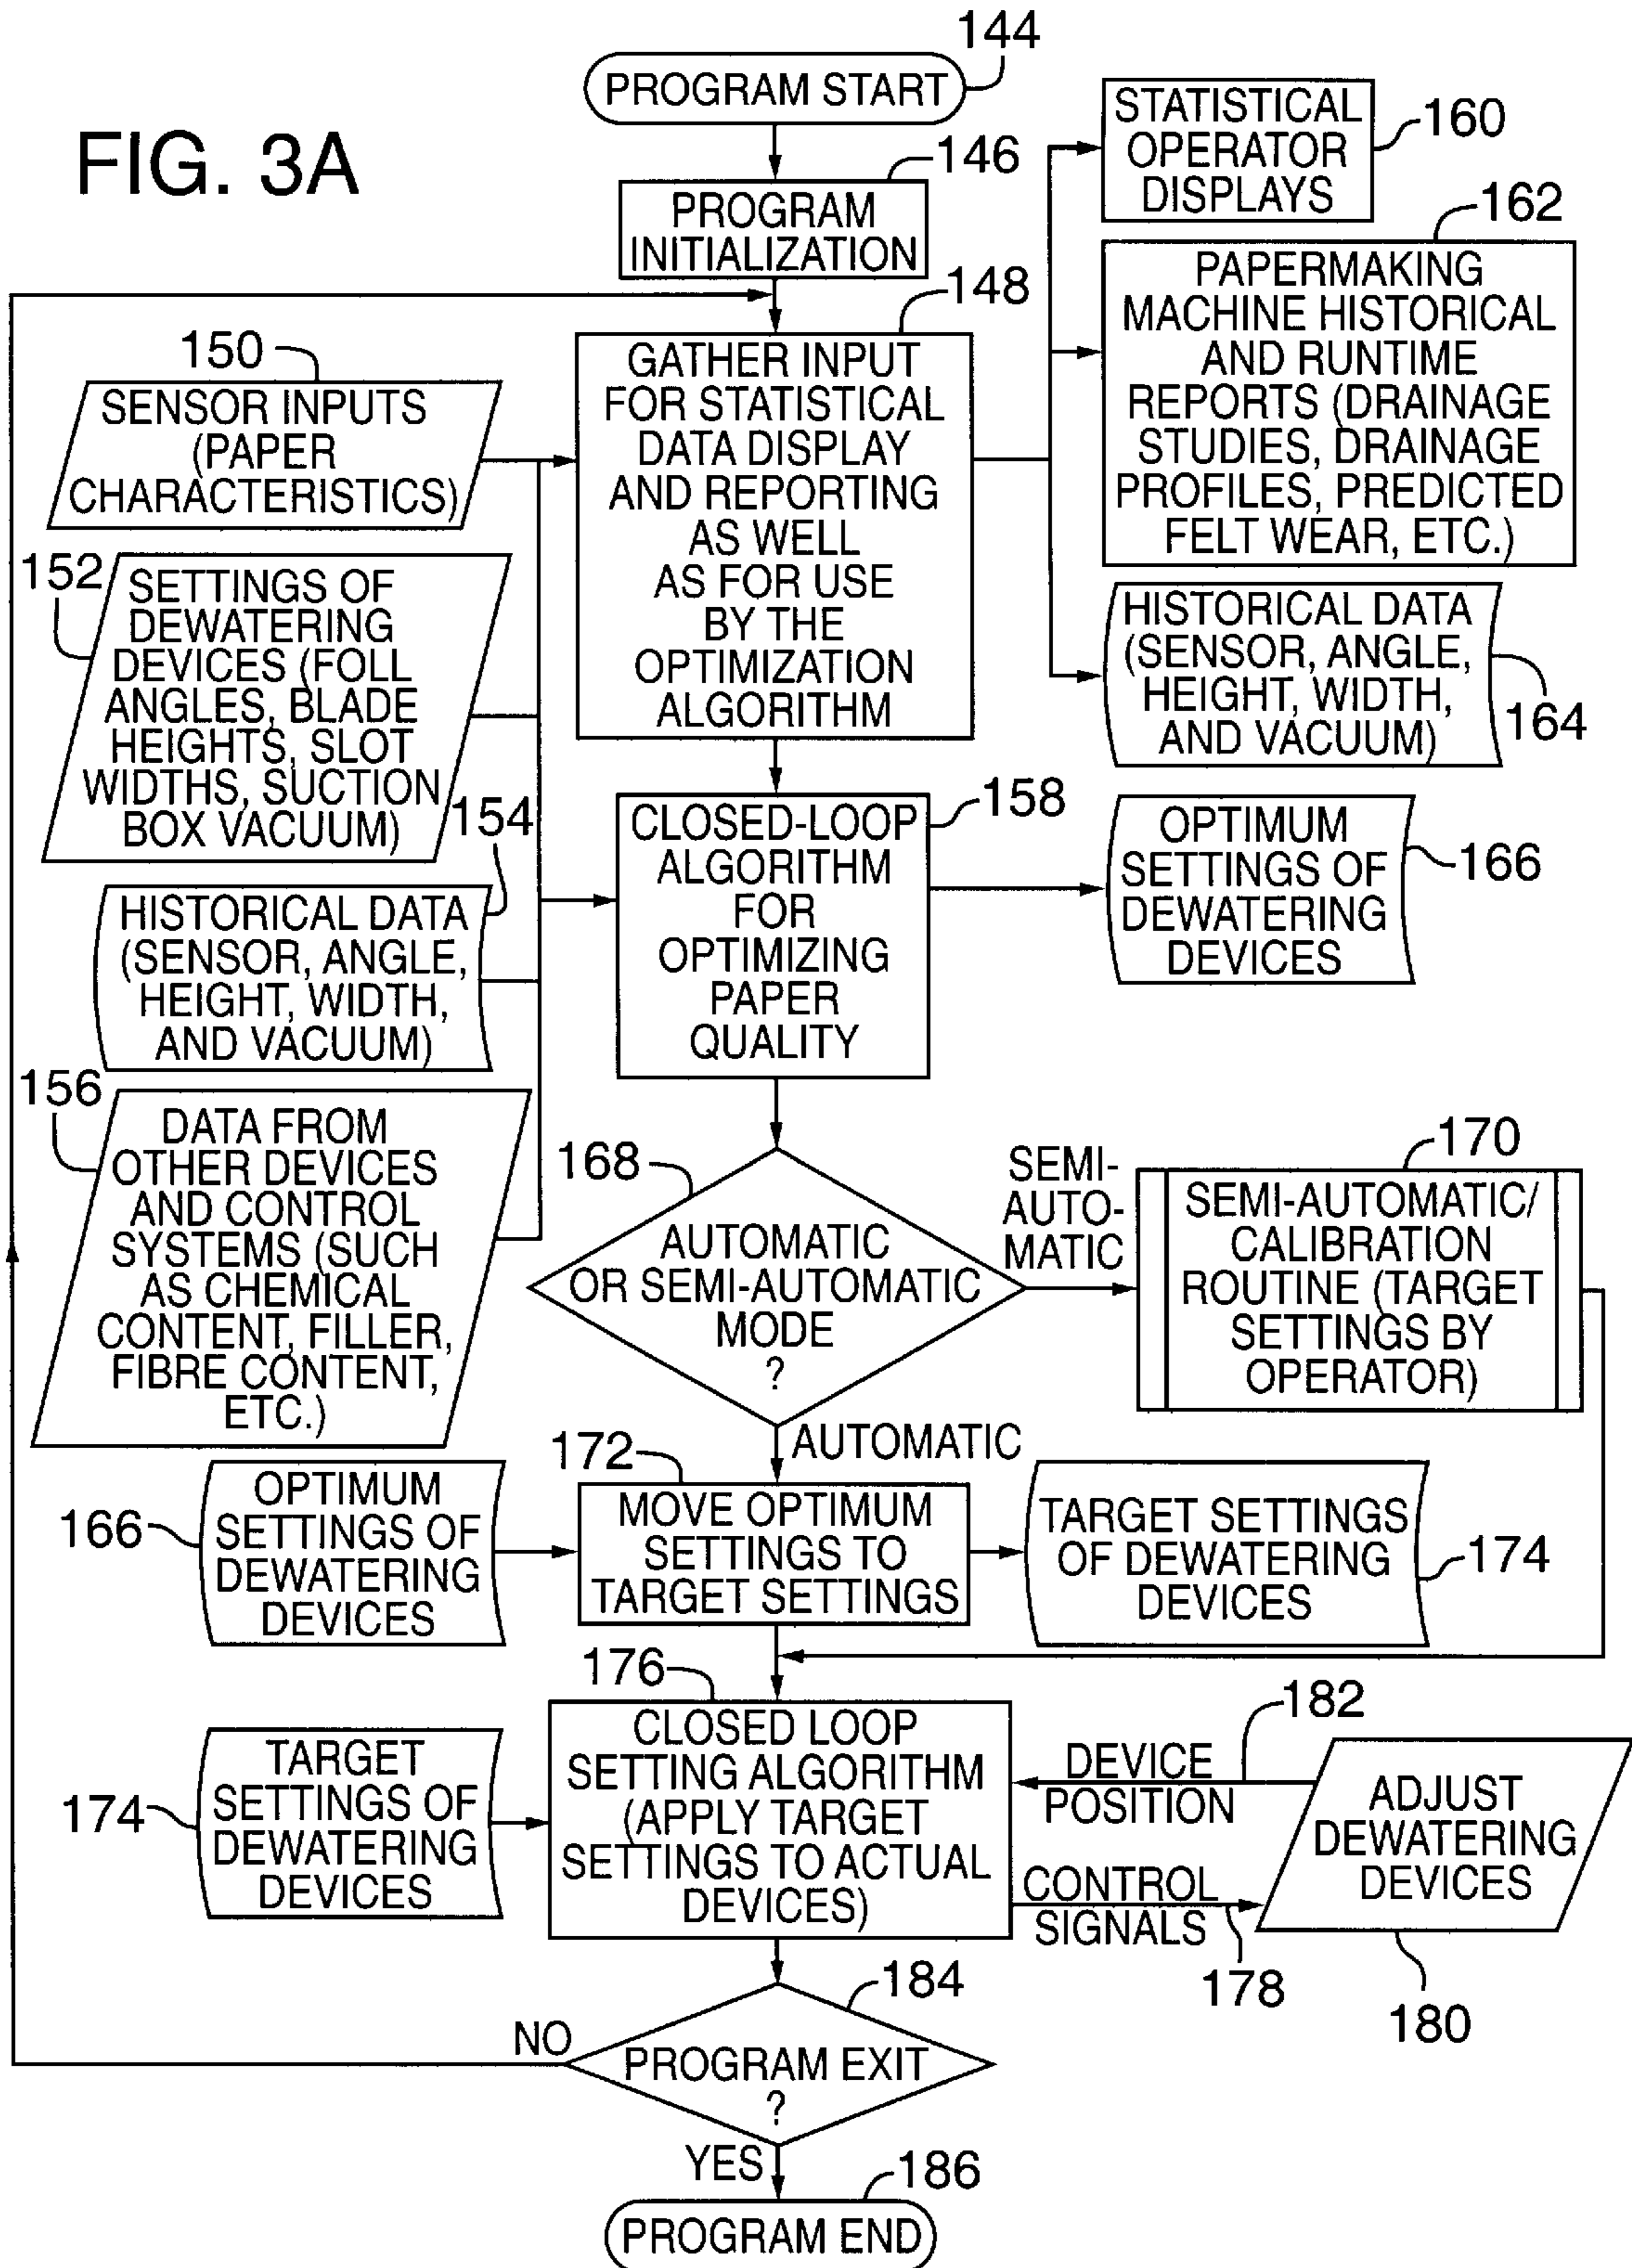 FIG. 3A
144
PROGRAM START
146
PROGRAM
INITIALIZATION
148
GATHER INPUT
FOR STATISTICAL
DATA DISPLAY
AND REPORTING
AS WELL
AS FOR USE
BY THE
OPTIMIZATION
ALGORITHM
150
SENSOR INPUTS
(PAPER
CHARACTERISTICS)
152
SETTINGS OF
DEWATERING
DEVICES (FOLL
ANGLES, BLADE
HEIGHTS, SLOT
WIDTHS, SUCTION
BOX VACUUM)
154
HISTORICAL DATA
(SENSOR, ANGLE,
HEIGHT, WIDTH,
AND VACUUM)
156
DATA FROM
OTHER DEVICES
AND CONTROL
SYSTEMS (SUCH
AS CHEMICAL
CONTENT, FILLER,
FIBRE CONTENT,
ETC.)
160
STATISTICAL
OPERATOR
DISPLAYS
162
PAPERMAKING
MACHINE HISTORICAL
AND RUNTIME
REPORTS (DRAINAGE
STUDIES, DRAINAGE
PROFILES, PREDICTED
FELT WEAR, ETC.)
HISTORICAL DATA
(SENSOR, ANGLE,
HEIGHT, WIDTH,
AND VACUUM)
164
158
CLOSED-LOOP
ALGORITHM
FOR
OPTIMIZING
PAPER
QUALITY
OPTIMUM
SETTINGS OF
DEWATERING
DEVICES
166
168
AUTOMATIC
OR SEMI-AUTOMATIC
MODE
?
SEMI-
AUTO-
MATIC
170
SEMI-AUTOMATIC/
CALIBRATION
ROUTINE (TARGET
SETTINGS BY
OPERATOR)
AUTOMATIC
166
OPTIMUM
SETTINGS OF
DEWATERING
DEVICES
172
MOVE OPTIMUM
SETTINGS TO
TARGET SETTINGS
TARGET SETTINGS
OF DEWATERING
DEVICES
174
174
TARGET
SETTINGS OF
DEWATERING
DEVICES
176
CLOSED LOOP
SETTING ALGORITHM
(APPLY TARGET
SETTINGS TO ACTUAL
DEVICES)
182
DEVICE
POSITION
CONTROL
SIGNALS
178
ADJUST
DEWATERING
DEVICES
180
184
PROGRAM EXIT
?
NO
YES
186
PROGRAM END